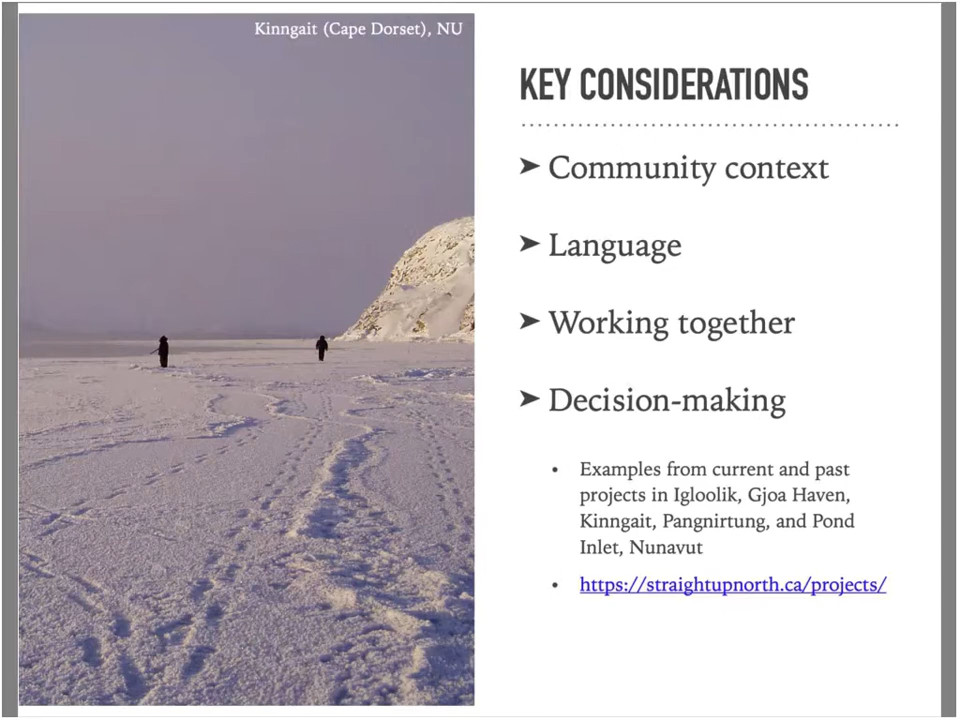 Kinngait (Cape Dorset), NU
KEY CONSIDERATIONS
➤ Community context
➤ Language
➤ Working together
➤ Decision-making
• Examples from current and past
projects in Igloolik, Gjoa Haven,
Kinngait, Pangnirtung, and Pond
Inlet, Nunavut
• https://straightupnorth.ca/projects/